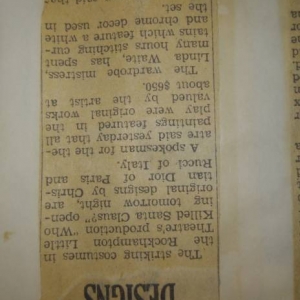 DESIGNS
The striking costumes in
the Rockhampton Little
Theatre's production "Who
Killed Santa Claus?" open-
ing tomorrow night, are
original designs by Chris-
tian Dior of Paris and
Rucci of Italy.
A spokesman for the the-
atre said yesterday that all
paintings featured in the
play were original works
valued by the artist at
about $650.
The wardrobe mistress,
Linda Waite, has spent
many hours stitching cur-
tains which feature a white
and chrome decor used in
the set.